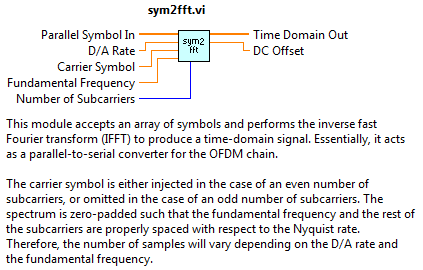 sym2fft.vi
Parallel Symbol In
D/A Rate
Carrier Symbol
Fundamental Frequency
Number of Subcarriers
sym2
fft
Time Domain Out
DC Offset
This module accepts an array of symbols and performs the inverse fast
Fourier transform (IFFT) to produce a time-domain signal. Essentially, it acts
as a parallel-to-serial converter for the OFDM chain.
The carrier symbol is either injected in the case of an even number of
subcarriers, or omitted in the case of an odd number of subcarriers. The
spectrum is zero-padded such that the fundamental frequency and the rest of
the subcarriers are properly spaced with respect to the Nyquist rate.
Therefore, the number of samples will vary depending on the D/A rate and
the fundamental frequency.